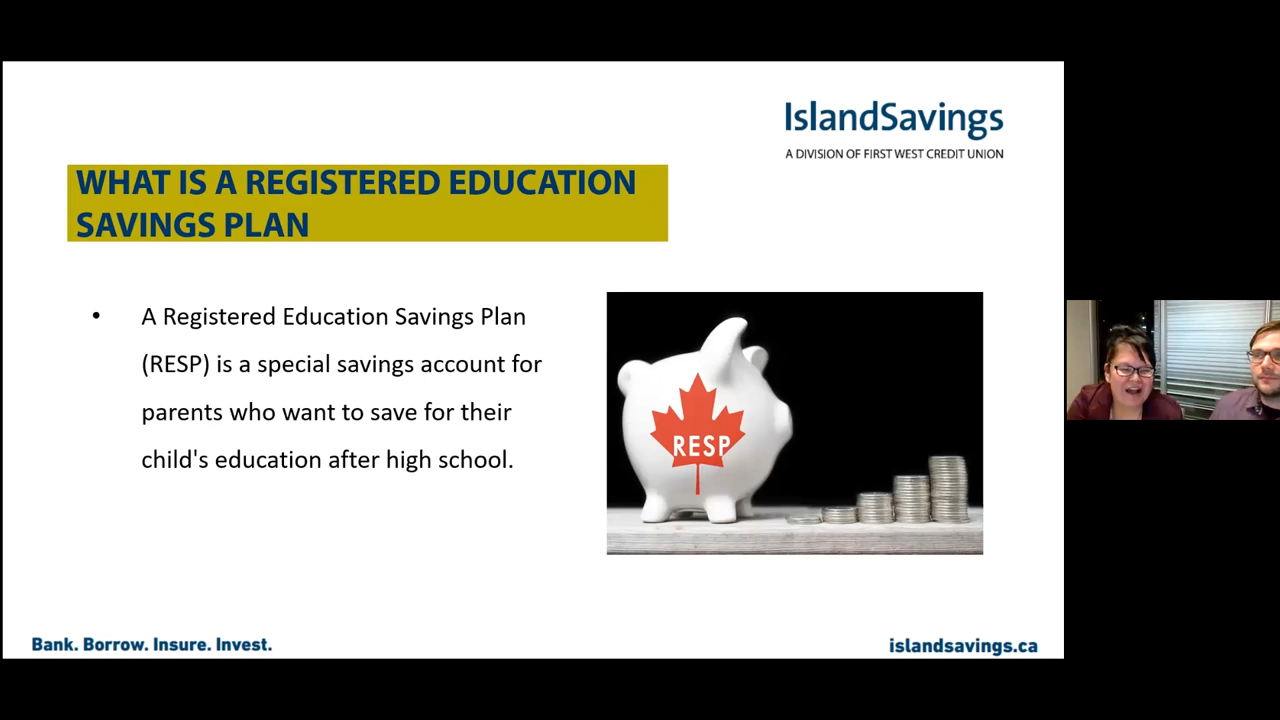 IslandSavings
A DIVISION OF FIRST WEST CREDIT UNION
WHAT IS A REGISTERED EDUCATION
SAVINGS PLAN
• A Registered Education Savings Plan
(RESP) is a special savings account for
parents who want to save for their
child's education after high school.
RESP
Bank. Borrow. Insure. Invest.
islandsavings.ca